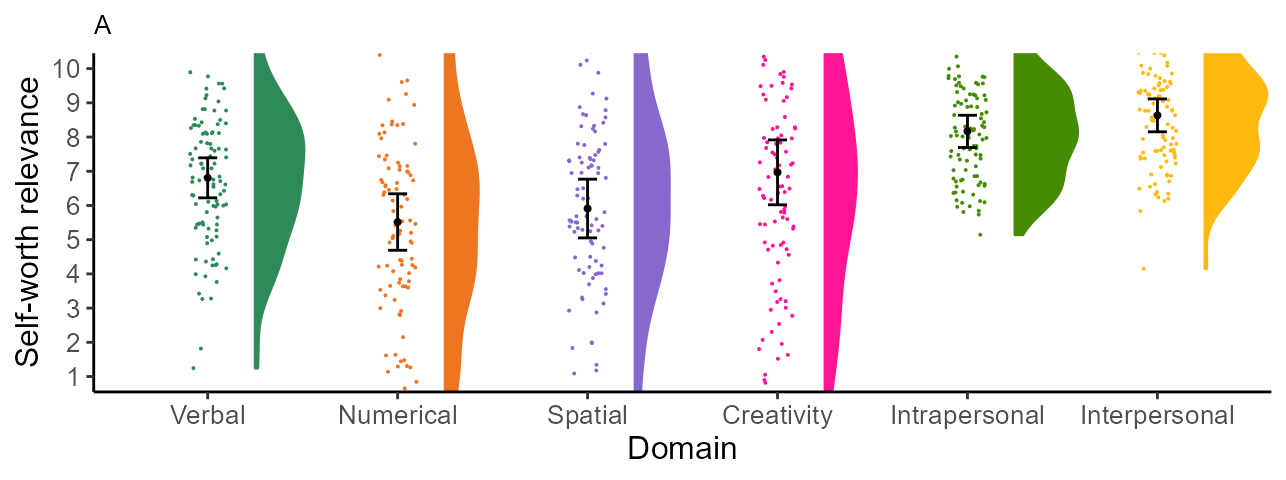 A
Self-worth relevance
10
9
8
7
6
5
4
3
2
1
Verbal Numerical Spatial Creativity Intrapersonal Interpersonal
Domain